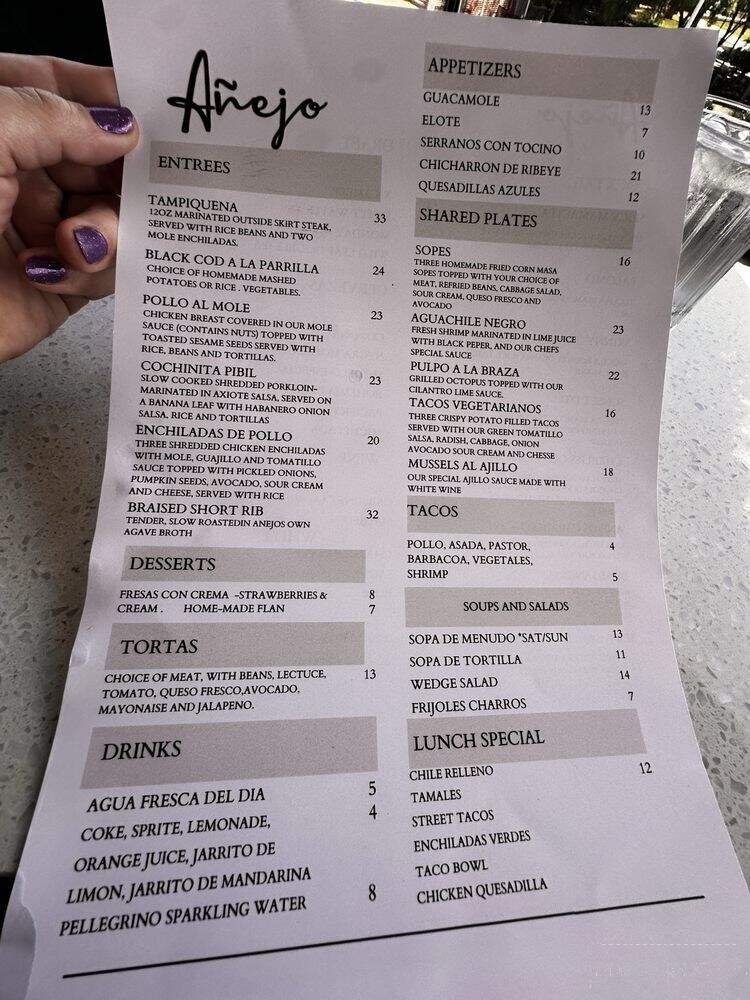 Añejo
ENTREES
TAMPIQUENA 33
12OZ MARINATED OUTSIDE SKIRT STEAK,
SERVED WITH RICE BEANS AND TWO
MOLE ENCHILADAS.
BLACK COD A LA PARRILLA 24
CHOICE OF HOMEMADE MASHED
POTATOES OR RICE . VEGETABLES.
POLLO AL MOLE 23
CHICKEN BREAST COVERED IN OUR MOLE
SAUCE (CONTAINS NUTS) TOPPED WITH
TOASTED SESAME SEEDS SERVED WITH
RICE, BEANS AND TORTILLAS.
COCHINITA PIBIL 23
SLOW COOKED SHREDDED PORKLOIN-
MARINATED IN AXIOTE SALSA, SERVED ON
A BANANA LEAF WITH HABANERO ONION
SALSA. RICE AND TORTILLAS
ENCHILADAS DE POLLO 20
THREE SHREDDED CHICKEN ENCHILADAS
WITH MOLE, GUAJILLO AND TOMATILLO
SAUCE TOPPED WITH PICKLED ONIONS,
PUMPKIN SEEDS, AVOCADO, SOUR CREAM
AND CHEESE, SERVED WITH RICE
BRAISED SHORT RIB 32
TENDER, SLOW ROASTEDIN ANEJOS OWN
AGAVE BROTH
DESSERTS
FRESAS CON CREMA -STRAWBERRIES & 8
CREAM . HOME-MADE FLAN 7
TORTAS
CHOICE OF MEAT, WITH BEANS, LECTUCE, 13
TOMATO, QUESO FRESCO,AVOCADO,
MAYONAISE AND JALAPENO.
DRINKS
AGUA FRESCA DEL DIA 5
COKE, SPRITE, LEMONADE, 4
ORANGE JUICE, JARRITO DE
LIMON, JARRITO DE MANDARINA
PELLEGRINO SPARKLING WATER 8
APPETIZERS
GUACAMOLE 13
ELOTE 7
SERRANOS CON TOCINO 10
CHICHARRON DE RIBEYE 21
QUESADILLAS AZULES 12
SHARED PLATES
SOPES 16
THREE HOMEMADE FRIED CORN MASA
SOPES TOPPED WITH YOUR CHOICE OF
MEAT, REFRIED BEANS, CABBAGE SALAD,
SOUR CREAM, QUESO FRESCO AND
AVOCADO
AGUACHILE NEGRO 23
FRESH SHRIMP MARINATED IN LIME JUICE
WITH BLACK PEPER, AND OUR CHEFS
SPECIAL SAUCE
PULPO A LA BRAZA 22
GRILLED OCTOPUS TOPPED WITH OUR
CILANTRO LIME SAUCE.
TACOS VEGETARIANOS 16
THREE CRISPY POTATO FILLED TACOS
SERVED WITH OUR GREEN TOMATILLO
SALSA, RADISH, CABBAGE, ONION
AVOCADO SOUR CREAM AND CHESSE
MUSSELS AL AJILLO 18
OUR SPECIAL AJILLO SAUCE MADE WITH
WHITE WINE
TACOS
POLLO, ASADA, PASTOR, 4
BARBACOA, VEGETALES,
SHRIMP 5
SOUPS AND SALADS
SOPA DE MENUDO *SAT/SUN 13
SOPA DE TORTILLA 11
WEDGE SALAD 14
FRIJOLES CHARROS 7
LUNCH SPECIAL
CHILE RELLENO 12
TAMALES
STREET TACOS
ENCHILADAS VERDES
TACO BOWL
CHICKEN QUESADILLA